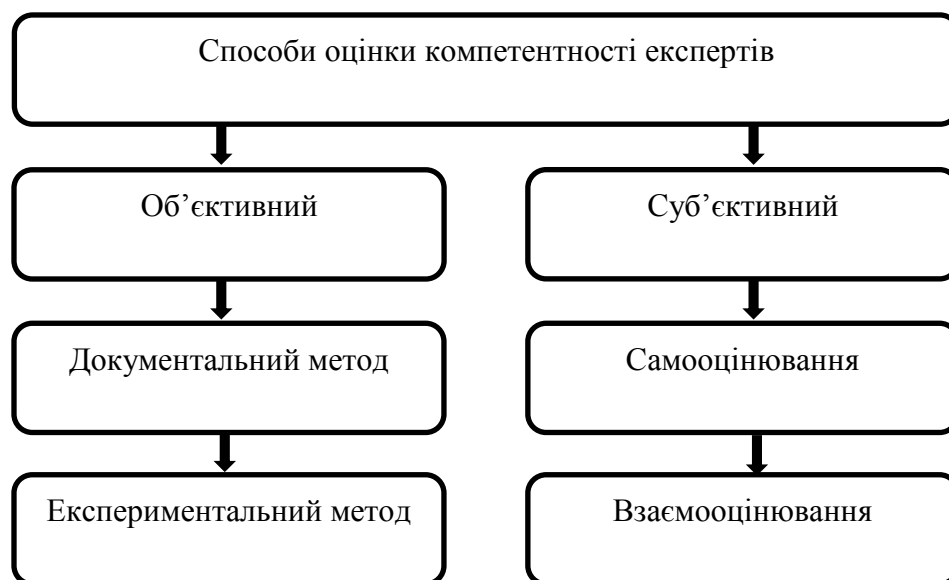 Способи оцінки компетентності експертів
Об’єктивний
Суб’єктивний
Документальний метод
Самооцінювання
Експериментальний метод
Взаємооцінювання